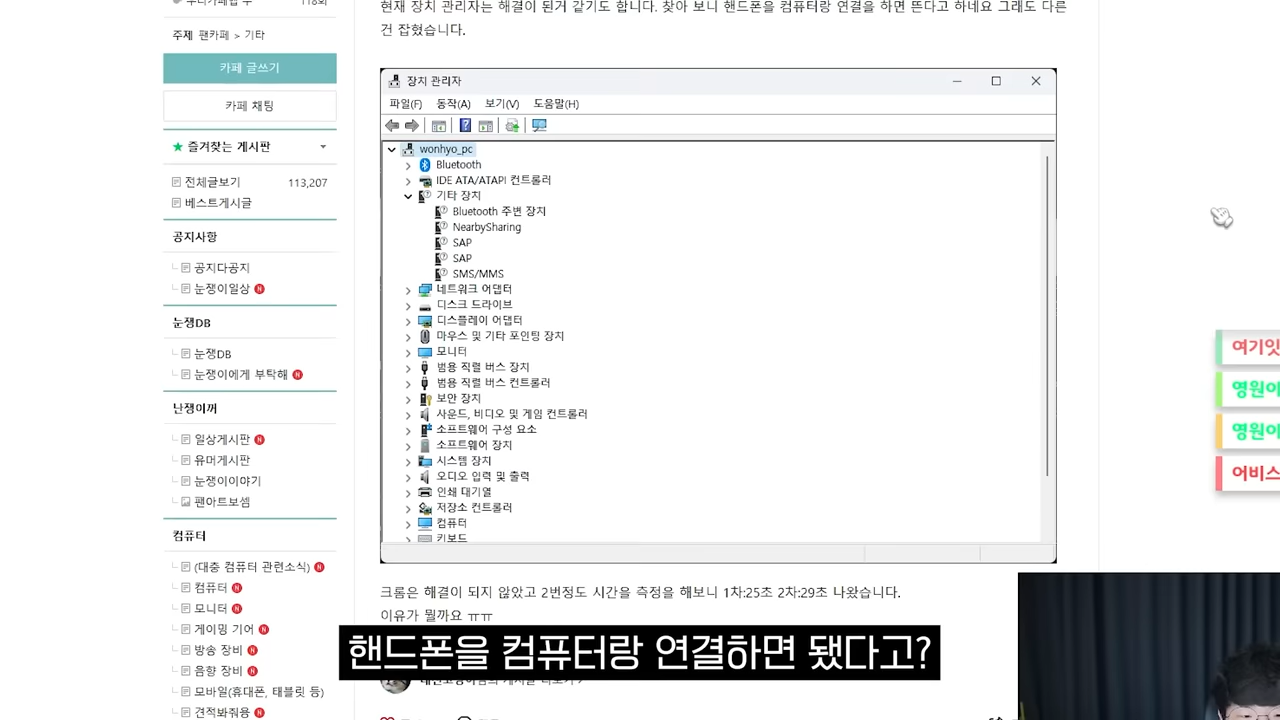 118회
주제 팬카페 > 기타
카페 글쓰기
카페 채팅
★ 즐겨찾는 게시판
전체글보기 113,207
베스트게시글
공지사항
공지다공지
눈쟁이일상 N
눈쟁DB
눈쟁DB
눈쟁이에게 부탁해 N
난쟁이꺼
일상게시판 N
유머게시판
눈쟁이이야기
팬아트보셈
컴퓨터
(대충 컴퓨터 관련소식) N
컴퓨터 N
모니터 N
게이밍 기어 N
방송 장비 N
음향 장비 N
모바일(휴대폰, 태블릿 등)
견적봐줘용 N
현재 장치 관리자는 해결이 된거 같기도 합니다. 찾아 보니 핸드폰을 컴퓨터랑 연결을 하면 뜬다고 하네요 그래도 다른
건 잡혔습니다.
장치 관리자
파일(F) 동작(A) 보기(V) 도움말(H)
wonhyo_pc
Bluetooth
IDE ATA/ATAPI 컨트롤러
기타 장치
Bluetooth 주변 장치
NearbySharing
SAP
SAP
SMS/MMS
네트워크 어댑터
디스크 드라이브
디스플레이 어댑터
마우스 및 기타 포인팅 장치
모니터
범용 직렬 버스 장치
범용 직렬 버스 컨트롤러
보안 장치
사운드, 비디오 및 게임 컨트롤러
소프트웨어 구성 요소
소프트웨어 장치
시스템 장치
오디오 입력 및 출력
인쇄 대기열
저장소 컨트롤러
컴퓨터
키보드
크롬은 해결이 되지 않았고 2번정도 시간을 측정을 해보니 1차:25초 2차:29초 나왔습니다.
이유가 뭘까요 ㅠㅠ
핸드폰을 컴퓨터랑 연결하면 됐다고?
여기잇
영원이
영원이
어비스